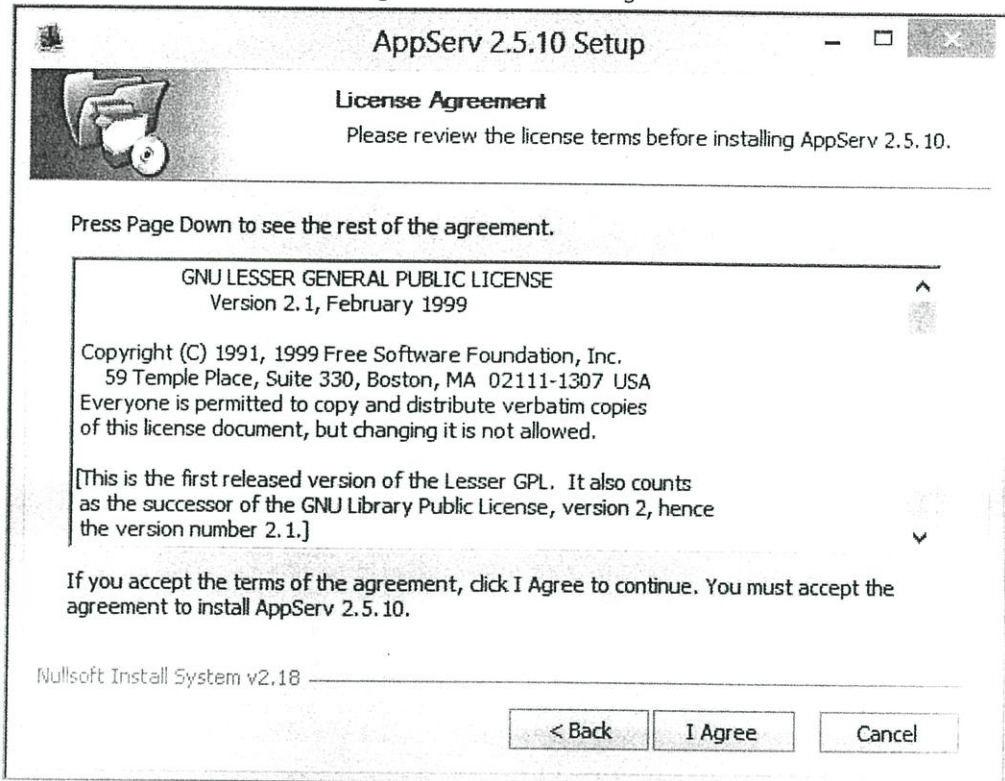 AppServ 2.5.10 Setup
License Agreement
Please review the license terms before installing AppServ 2.5.10.
Press Page Down to see the rest of the agreement.
GNU LESSER GENERAL PUBLIC LICENSE
Version 2.1, February 1999
Copyright (C) 1991, 1999 Free Software Foundation, Inc.
59 Temple Place, Suite 330, Boston, MA 02111-1307 USA
Everyone is permitted to copy and distribute verbatim copies
of this license document, but changing it is not allowed.
[This is the first released version of the Lesser GPL. It also counts
as the successor of the GNU Library Public License, version 2, hence
the version number 2.1.]
If you accept the terms of the agreement, click I Agree to continue. You must accept the
agreement to install AppServ 2.5.10.
Nullsoft Install System v2.18
< Back I Agree Cancel